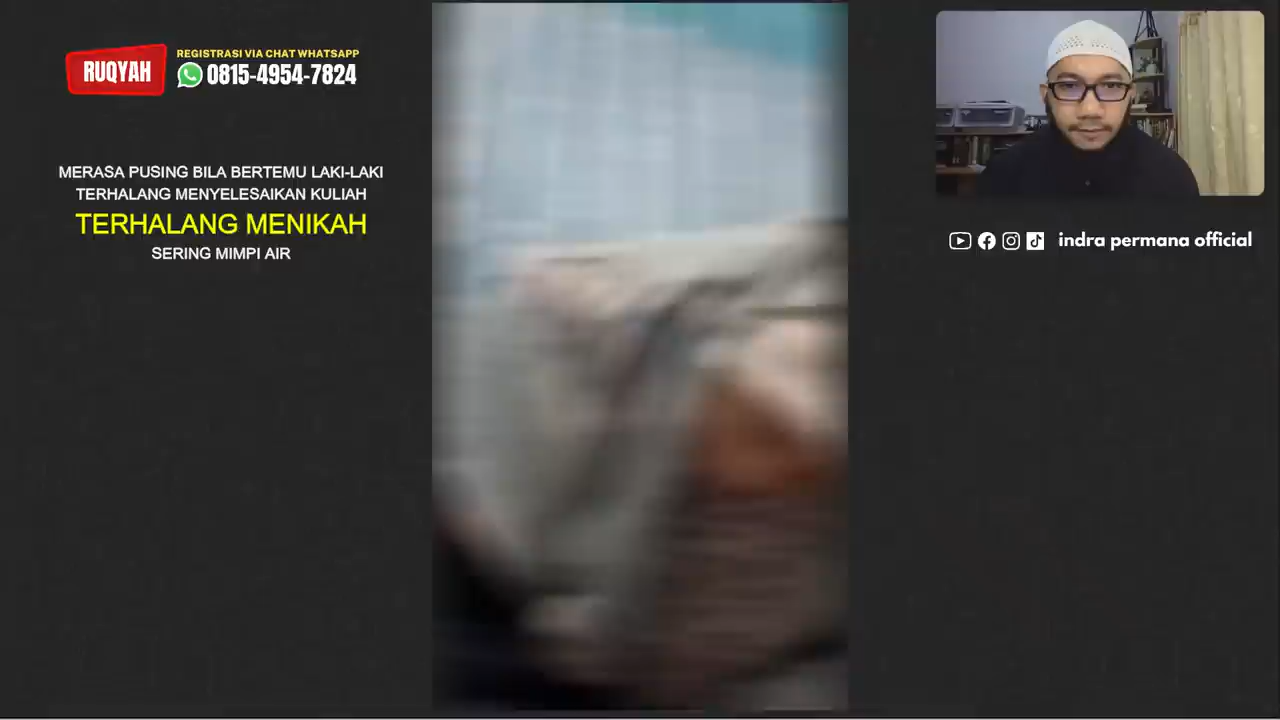 RUQYAH
REGISTRASI VIA CHAT WHATSAPP
0815-4954-7824
MERASA PUSING BILA BERTEMU LAKI-LAKI
TERHALANG MENYELESAIKAN KULIAH
TERHALANG MENIKAH
SERING MIMPI AIR
indra permana official